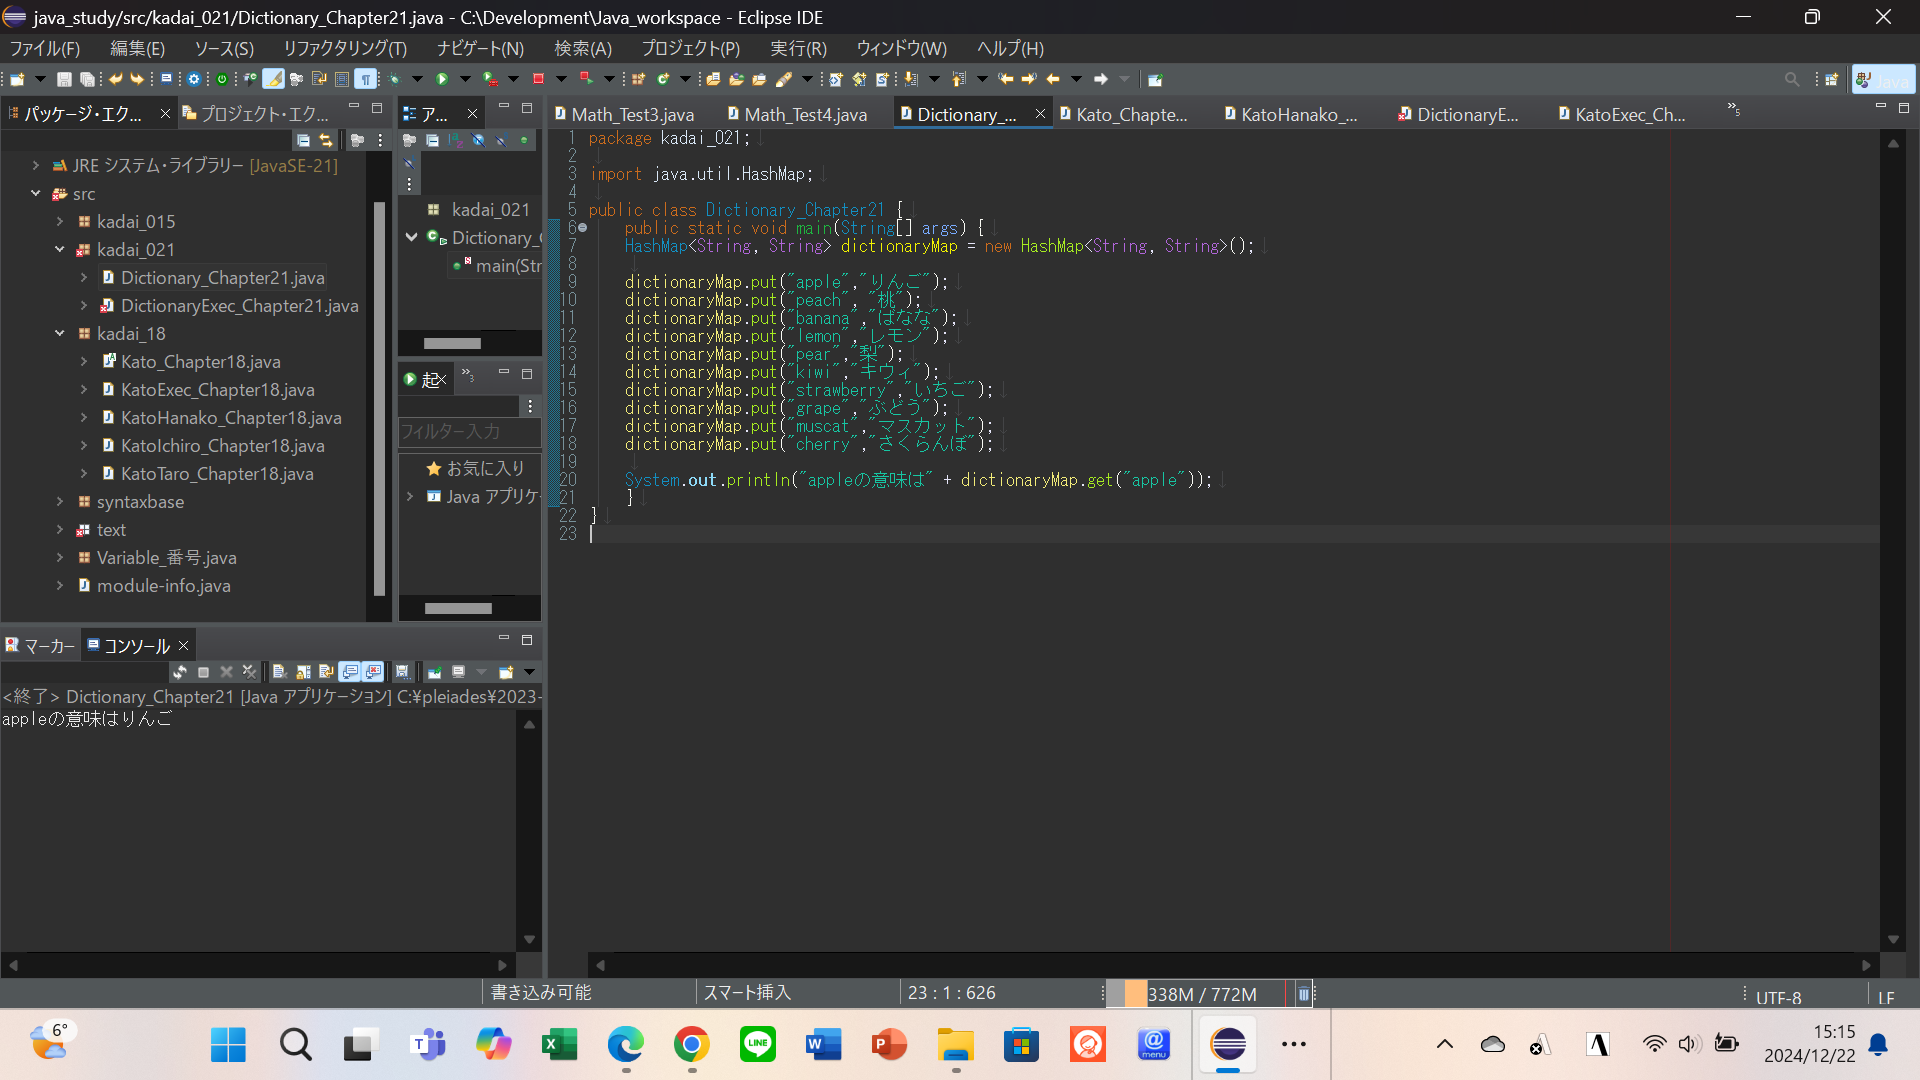 java_study/src/kadai_021/Dictionary_Chapter21.java - C:\Development\Java_workspace - Eclipse IDE
ファイル(F) 編集(E) ソース(S) リファクタリング(T) ナビゲート(N) 検索(A) プロジェクト(P) 実行(R) ウィンドウ(W) ヘルプ(H)
Java
パッケージ・エク...
プロジェクト・エク...
JRE システム・ライブラリー [JavaSE-21]
src
kadai_015
kadai_021
Dictionary_Chapter21.java
DictionaryExec_Chapter21.java
kadai_18
Kato_Chapter18.java
KatoExec_Chapter18.java
KatoHanako_Chapter18.java
KatoIchiro_Chapter18.java
KatoTaro_Chapter18.java
syntaxbase
text
Variable_番号.java
module-info.java
ア...
kadai_021
Dictionary_C
main(Str
起
3
フィルター入力
お気に入り
Java アプリケ
Math_Test3.java Math_Test4.java Dictionary_... Kato_Chapte... KatoHanako_... DictionaryE... KatoExec_Ch... 5
1 package kadai_021;
2
3 import java.util.HashMap;
4
5 public class Dictionary_Chapter21 {
6 public static void main(String[] args) {
7 HashMap<String, String> dictionaryMap = new HashMap<String, String>();
8
9 dictionaryMap.put("apple","りんご");
10 dictionaryMap.put("peach", "桃");
11 dictionaryMap.put("banana","ばなな");
12 dictionaryMap.put("lemon","レモン");
13 dictionaryMap.put("pear","梨");
14 dictionaryMap.put("kiwi","キウィ");
15 dictionaryMap.put("strawberry","いちご");
16 dictionaryMap.put("grape","ぶどう");
17 dictionaryMap.put("muscat","マスカット");
18 dictionaryMap.put("cherry","さくらんぼ");
19
20 System.out.println("appleの意味は" + dictionaryMap.get("apple"));
21 }
22 }
23
マーカー
コンソール
<終了> Dictionary_Chapter21 [Java アプリケーション] C:¥pleiades¥2023-
appleの意味はりんご
書き込み可能 スマート挿入 23 : 1 : 626 338M / 772M UTF-8 LF
6°
LINE
@
menu
A
15:15
2024/12/22